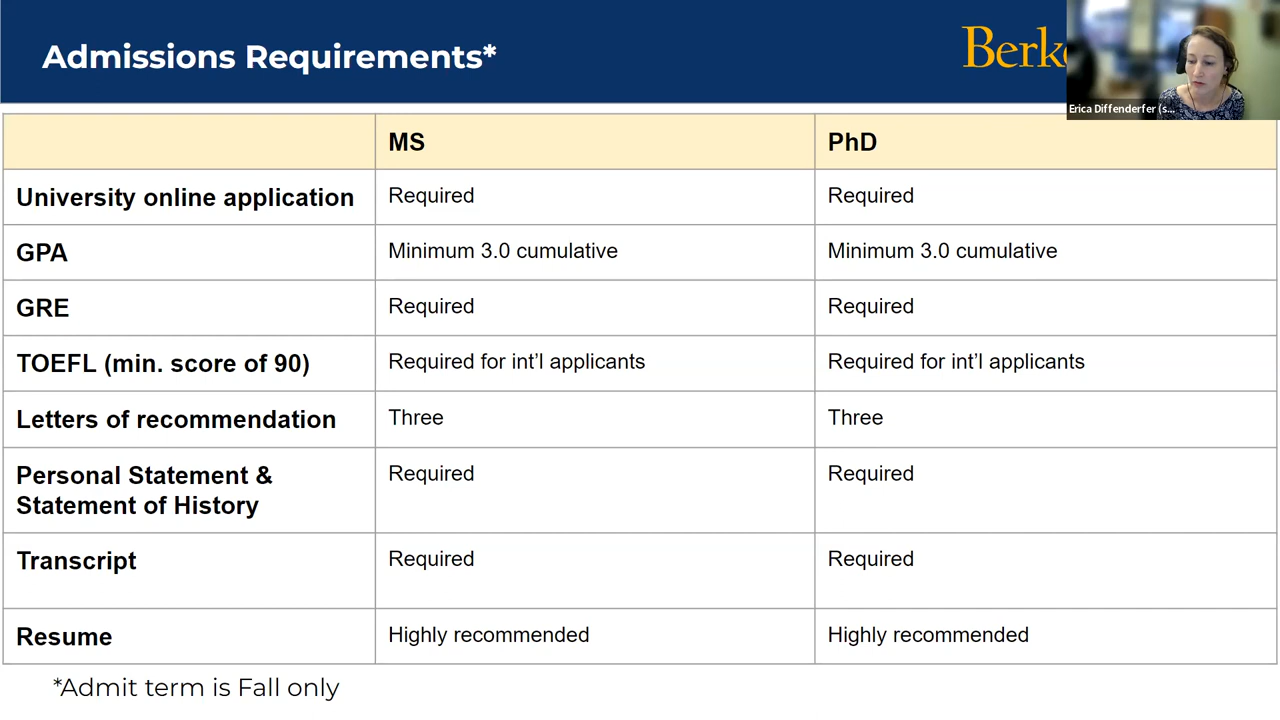 Admissions Requirements*
Berke
Erica Diffenderfer (s...
MS PhD
University online application Required Required
GPA Minimum 3.0 cumulative Minimum 3.0 cumulative
GRE Required Required
TOEFL (min. score of 90) Required for int'l applicants Required for int'l applicants
Letters of recommendation Three Three
Personal Statement & Required Required
Statement of History
Transcript Required Required
Resume Highly recommended Highly recommended
*Admit term is Fall only